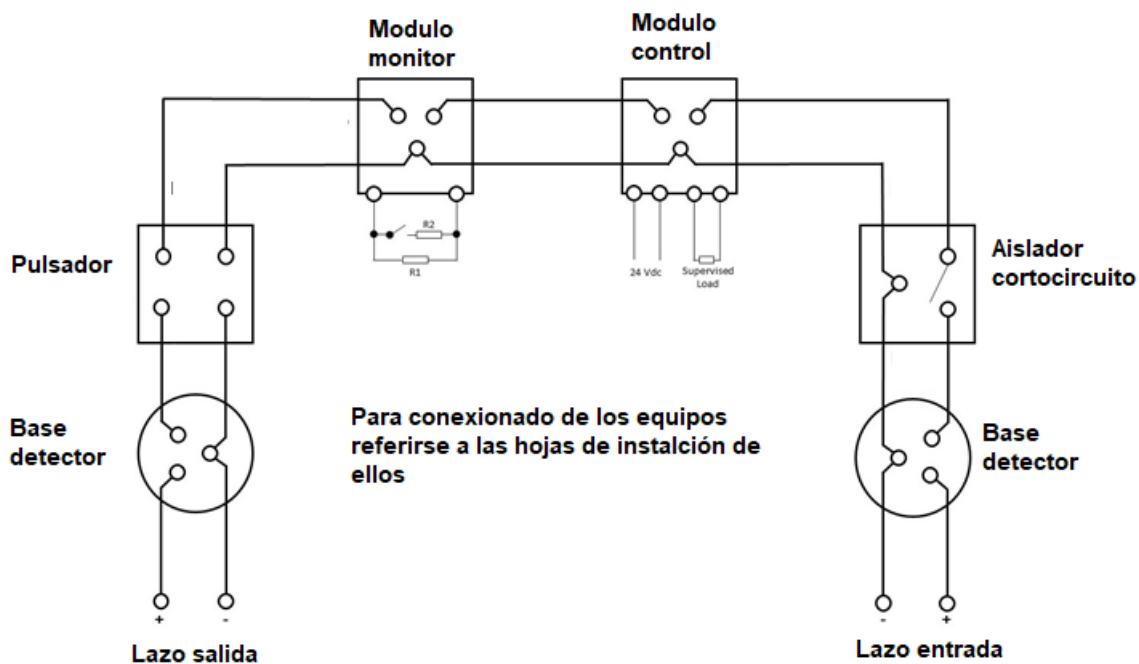 Modulo
monitor
Modulo
control
R2
R1
24 Vdc
Supervised
Load
Pulsador
Aislador
cortocircuito
Base
detector
Para conexionado de los equipos
referirse a las hojas de instalción de
ellos
Base
detector
+
-
Lazo salida
-
+
Lazo entrada